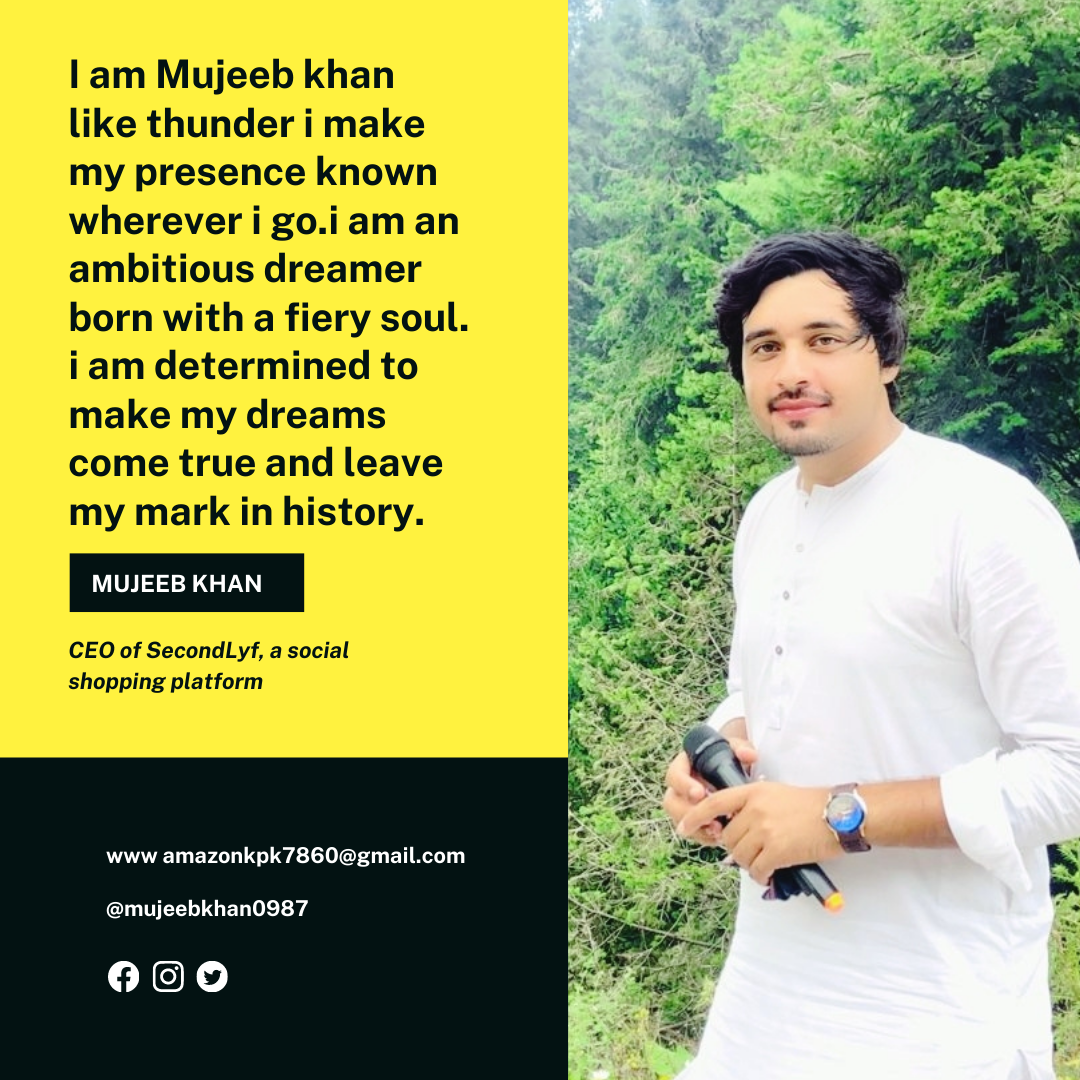 I am Mujeeb khan
like thunder i make
my presence known
wherever i go.i am an
ambitious dreamer
born with a fiery soul.
i am determined to
make my dreams
come true and leave
my mark in history.
MUJEEB KHAN
CEO of SecondLyf, a social
shopping platform
www amazonkpk7860@gmail.com
@mujeebkhan0987